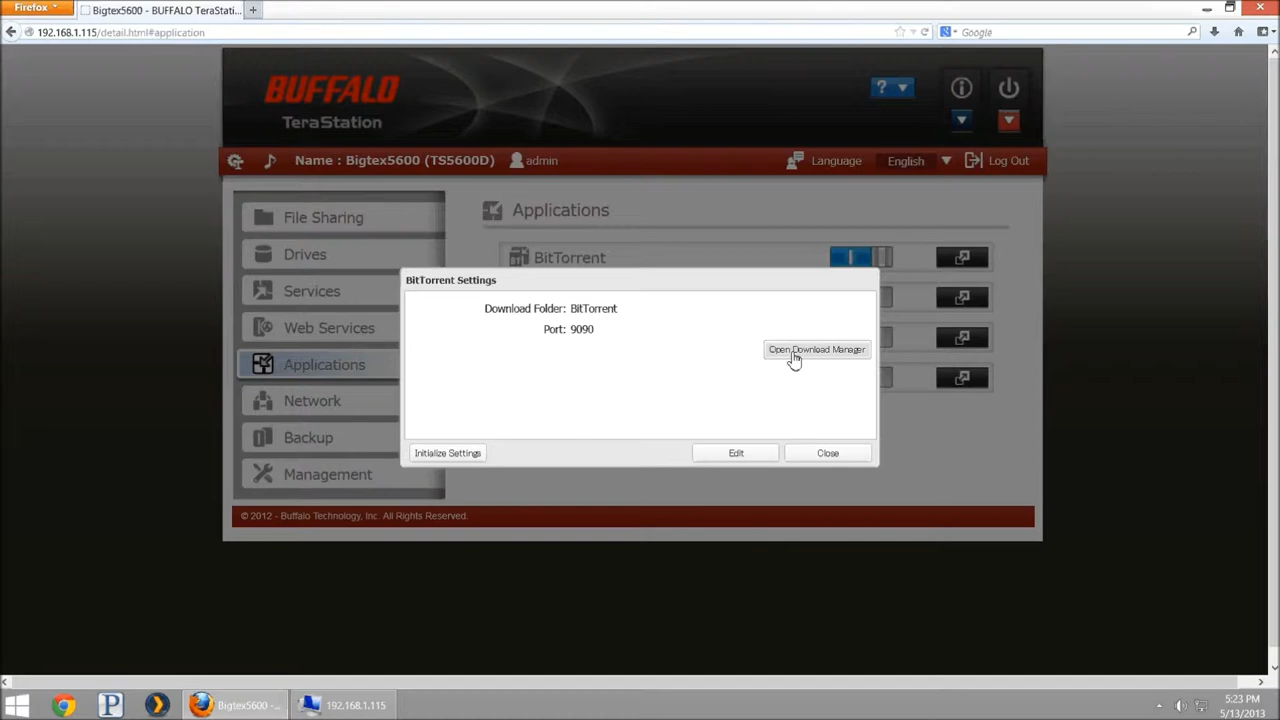 Firefox
Bigtex5600 - BUFFALO TeraStati...
192.168.1.115/detail.html#application
Google
BUFFALO
TeraStation
?
Name : Bigtex5600 (TS5600D)
admin
Language
English
Log Out
File Sharing
Drives
Services
Web Services
Applications
Network
Backup
Management
Applications
BitTorrent
BitTorrent Settings
Download Folder: BitTorrent
Port: 9090
Open Download Manager
Initialize Settings
Edit
Close
© 2012 - Buffalo Technology, Inc. All Rights Reserved.
Bigtex5600 -...
192.168.1.115
5:23 PM
5/13/2013